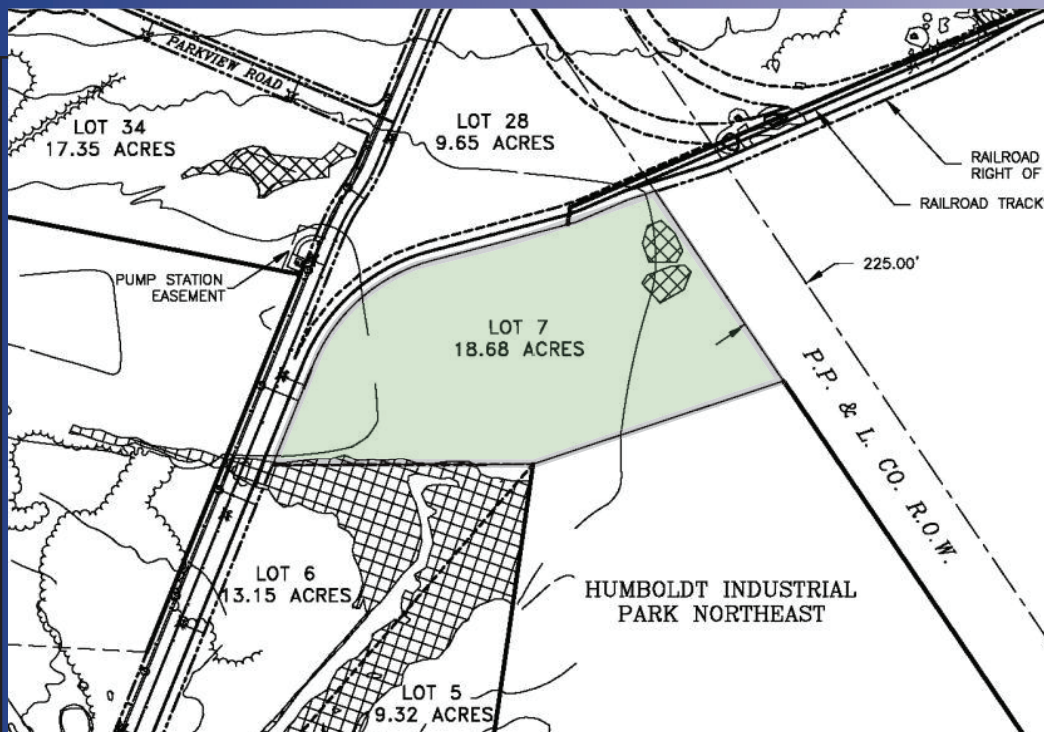 PARKVIEW ROAD
LOT 34
17.35 ACRES
LOT 28
9.65 ACRES
RAILROAD
RIGHT OF
RAILROAD TRACK
PUMP STATION
EASEMENT
225.00'
LOT 7
18.68 ACRES
P.P. & L. CO. R.O.W.
LOT 6
13.15 ACRES
HUMBOLDT INDUSTRIAL
PARK NORTHEAST
LOT 5
9.32 ACRES